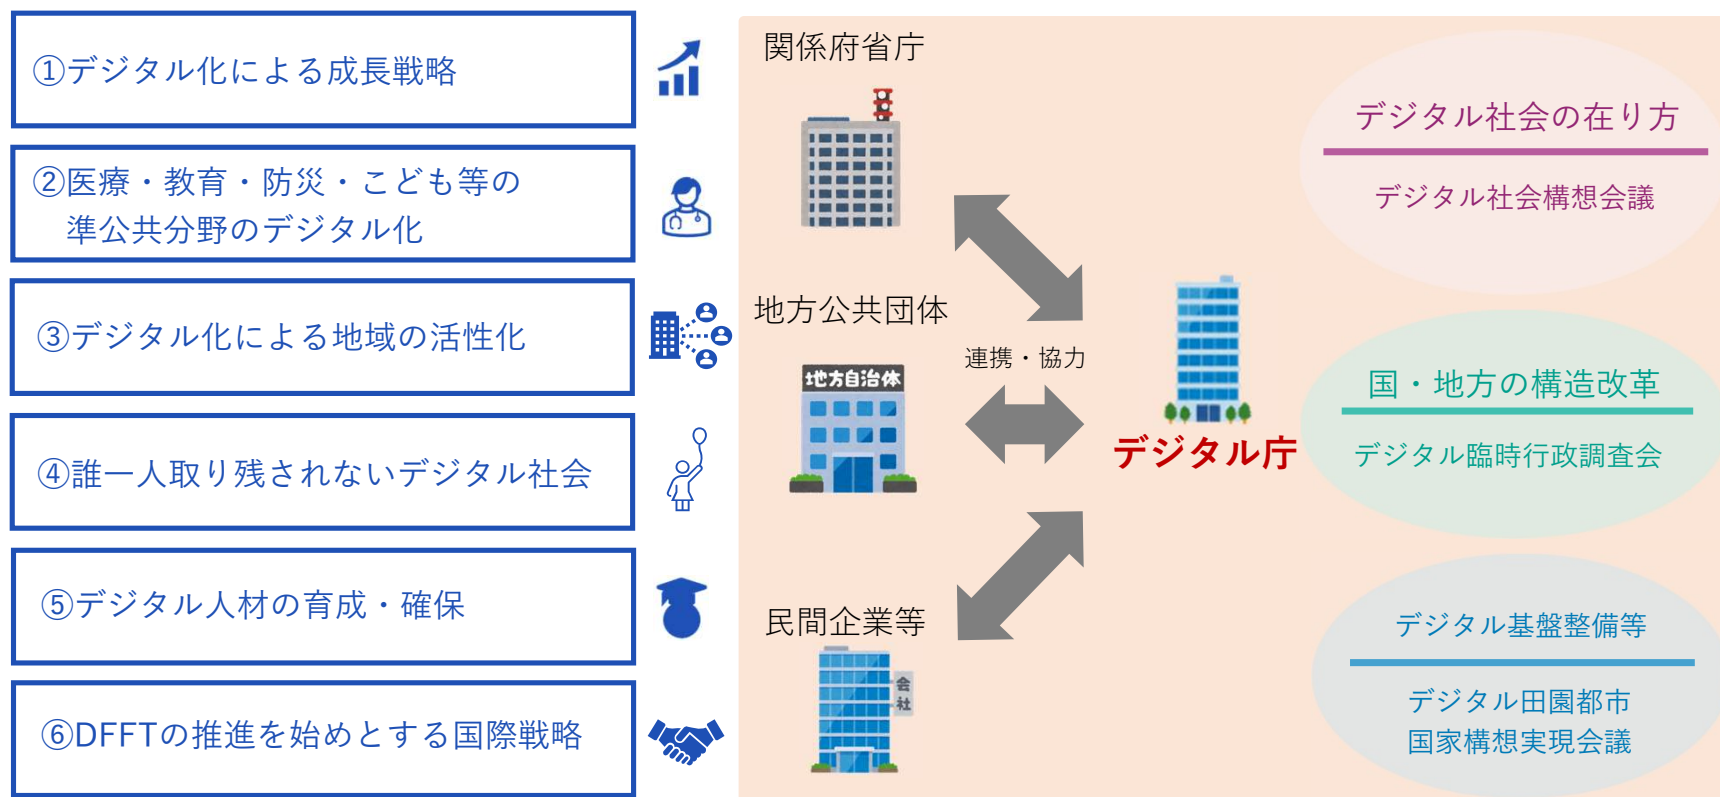 ①デジタル化による成長戦略
②医療・教育・防災・こども等の
準公共分野のデジタル化
③デジタル化による地域の活性化
④誰一人取り残されないデジタル社会
⑤デジタル人材の育成・確保
⑥DFFTの推進を始めとする国際戦略
関係府省庁
地方公共団体
地方自治体
民間企業等
会社
連携・協力
デジタル庁
デジタル社会の在り方
デジタル社会構想会議
国・地方の構造改革
デジタル臨時行政調査会
デジタル基盤整備等
デジタル田園都市
国家構想実現会議